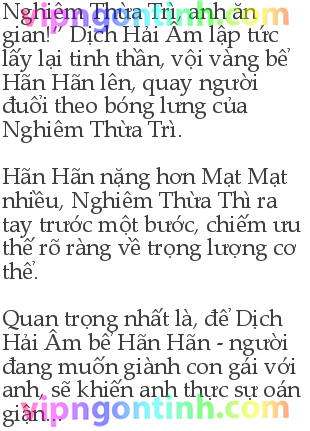 Nghiêm Thừa Trì, anh ăn
gian!" Dịch Hải Âm lập tức
lấy lại tinh thần, vội vàng bể
Hãn Hãn lên, quay người
đuổi theo bóng lưng của
Nghiêm Thừa Trì.
Hãn Hãn nặng hơn Mạt Mạt
nhiều, Nghiêm Thừa Thì ra
tay trước một bước, chiếm ưu
thế rõ ràng về trọng lượng cơ
thể.
Quan trọng nhất là, để Dịch
Hải Âm bể Hãn Hãn - người
đang muốn giành con gái với
anh, sẽ khiến anh thực sự oán
giận...
vipngontinh.com
vipngontinh.com